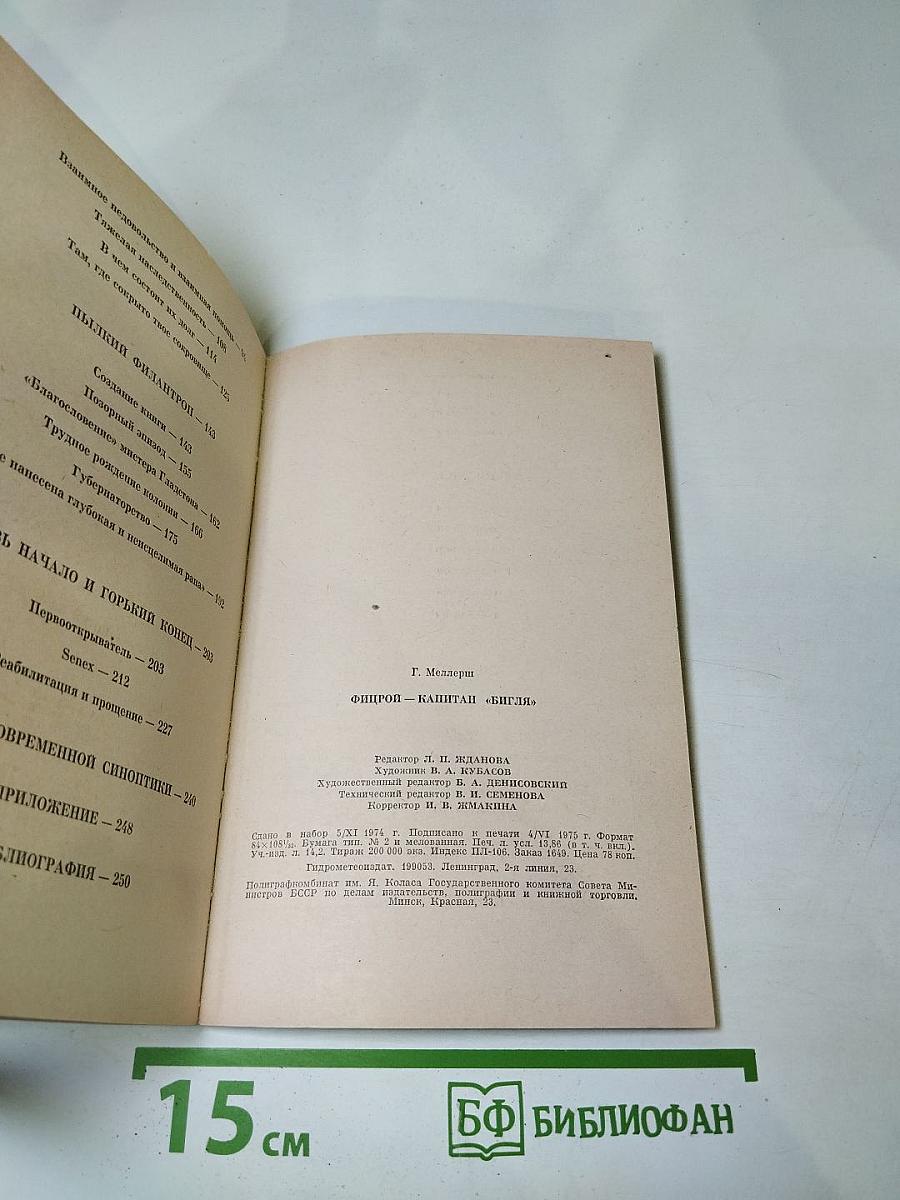 Взаимное недовольство и взаимная помощь —
Тяжелая наследственность — 108
В чем состоит их долг — 114
Там, где сокрыто твое сокровище — 125
ПЫЛКИЙ ФИЛАНТРОП — 143
Создание книги — 143
Позорный эпизод — 155
«Благословение» мистера Гладстона — 162
Трудное рождение колонии — 166
Губернаторство — 175
нанесена глубокая и неисцелимая рана» — 192
НАЧАЛО И ГОРЬКИЙ КОНЕЦ — 203
Первооткрыватель — 203
Senex — 212
Реабилитация и прощение — 227
СИНОПТИКИ — 240
ПРИЛОЖЕНИЕ — 248
— 250
Г. Меллерш
ФИЦРОЙ — КАПИТАН «БИГЛЯ»
Редактор Л. П. ЖДАНОВА
Художник В. А. КУБАСОВ
Художественный редактор Б. А. ДЕНИСОВСКИЙ
Технический редактор В. И. СЕМЕНОВА
Корректор И. В. ЖМАКИНА
Сдано в набор 5/XI 1974 г. Подписано к печати 4/VI 1975 г. Формат
84×108¹/₃₂. Бумага тип. № 2 и мелованная. Печ. л. усл. 13,86 (в т. ч. вкл.).
Уч.-изд. л. 14,2. Тираж 200 000 экз. Индекс ПЛ-106. Заказ 1649. Цена 78 коп.
Гидрометеоиздат. 199053. Ленинград, 2-я линия, 23.
Полиграфкомбинат им. Я. Коласа Государственного комитета Совета Ми-
нистров БССР по делам издательств, полиграфии и книжной торговли.
Минск, Красная, 23.
15 см
БФ БИБЛИОФАН